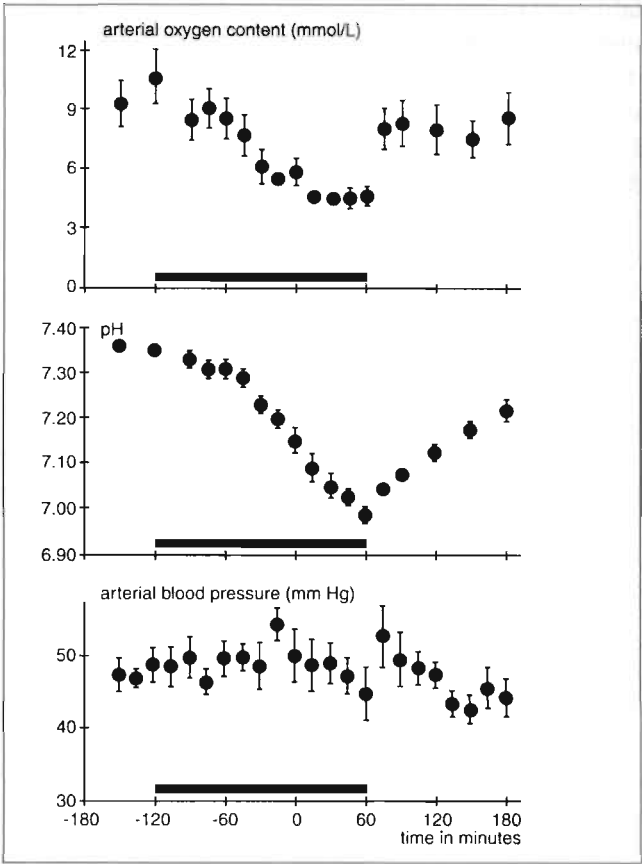 arterial oxygen content (mmol/L)
12
9
6
3
0
7.40
pH
7.30
7.20
7.10
7.00
6.90
arterial blood pressure (mm Hg)
50
40
30
-180 -120 -60 0 60 120 180
time in minutes